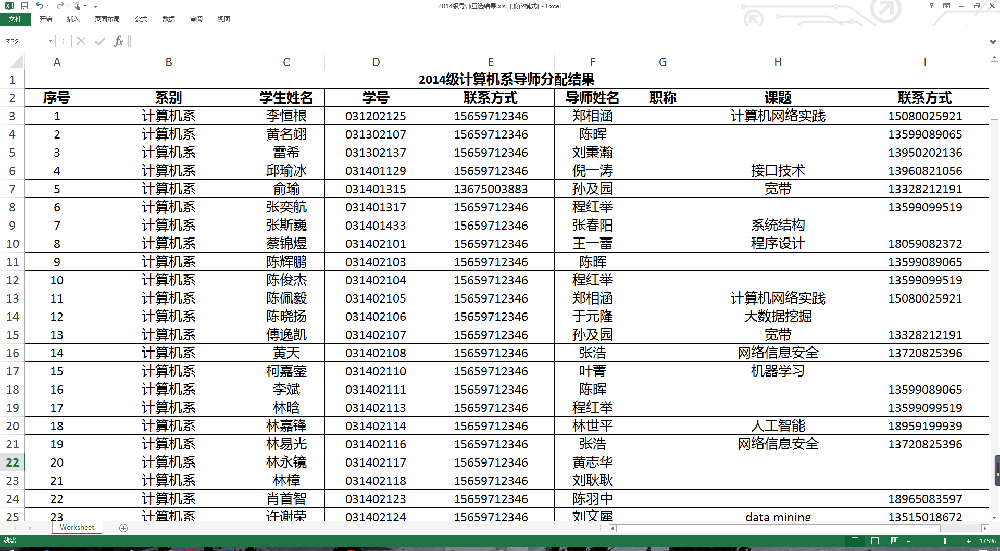 2014级导师互选结果.xls [兼容模式] - Excel
文件 开始 插入 页面布局 公式 数据 审阅 视图
K22 fx
A B C D E F G H I
1 2014级计算机系导师分配结果
2 序号 系别 学生姓名 学号 联系方式 导师姓名 职称 课题 联系方式
3 1 计算机系 李恒根 031202125 15659712346 郑相涵 计算机网络实践 15080025921
4 2 计算机系 黄名翊 031302107 15659712346 陈晖 13599089065
5 3 计算机系 雷希 031302137 15659712346 刘秉瀚 13950202136
6 4 计算机系 邱瑜冰 031401129 15659712346 倪一涛 接口技术 13960821056
7 5 计算机系 俞瑜 031401315 13675003883 孙及园 宽带 13328212191
8 6 计算机系 张奕航 031401317 15659712346 程红举 13599099519
9 7 计算机系 张斯巍 031401433 15659712346 张春阳 系统结构
10 8 计算机系 蔡锦煜 031402101 15659712346 王一蕾 程序设计 18059082372
11 9 计算机系 陈辉鹏 031402103 15659712346 陈晖 13599089065
12 10 计算机系 陈俊杰 031402104 15659712346 程红举 13599099519
13 11 计算机系 陈佩毅 031402105 15659712346 郑相涵 计算机网络实践 15080025921
14 12 计算机系 陈晓扬 031402106 15659712346 于元隆 大数据挖掘
15 13 计算机系 傅逸凯 031402107 15659712346 孙及园 宽带 13328212191
16 14 计算机系 黄天 031402108 15659712346 张浩 网络信息安全 13720825396
17 15 计算机系 柯嘉蓥 031402110 15659712346 叶菁 机器学习
18 16 计算机系 李斌 031402111 15659712346 陈晖 13599089065
19 17 计算机系 林晗 031402113 15659712346 程红举 13599099519
20 18 计算机系 林嘉锋 031402114 15659712346 林世平 人工智能 18959199939
21 19 计算机系 林易光 031402116 15659712346 张浩 网络信息安全 13720825396
22 20 计算机系 林永镜 031402117 15659712346 黄志华
23 21 计算机系 林樟 031402118 15659712346 刘耿耿
24 22 计算机系 肖首智 031402123 15659712346 陈羽中 18965083597
25 23 计算机系 许谢荣 031402124 15659712346 刘文犀 data mining 13515018672
Worksheet
就绪 175%